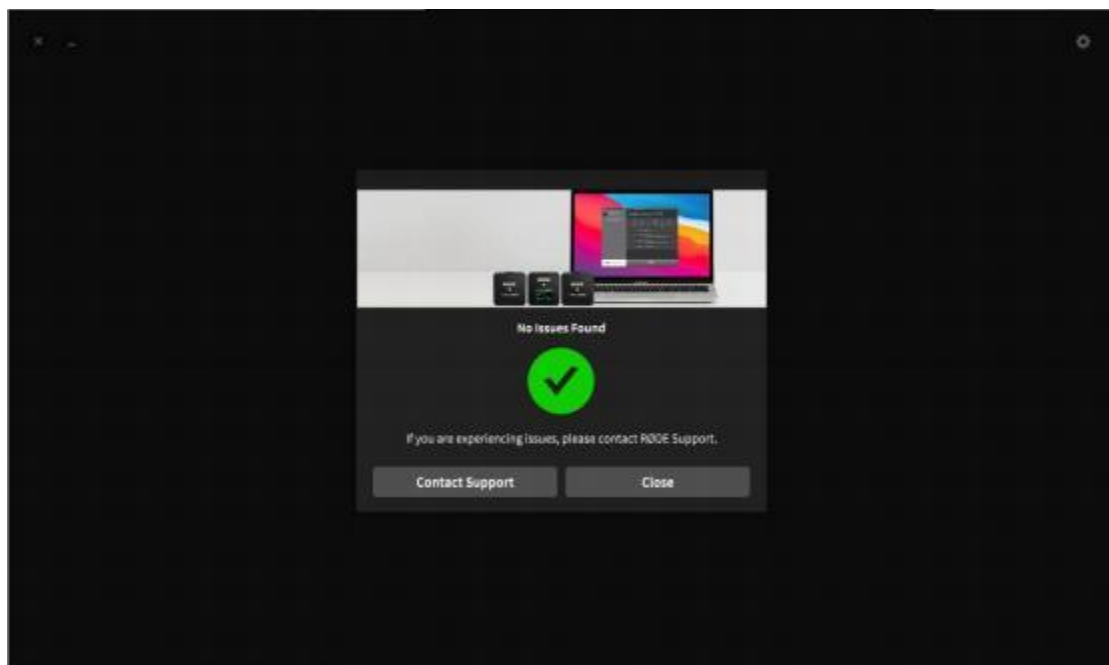 No Issues Found
If you are experiencing issues, please contact RØDE Support.
Contact Support
Close